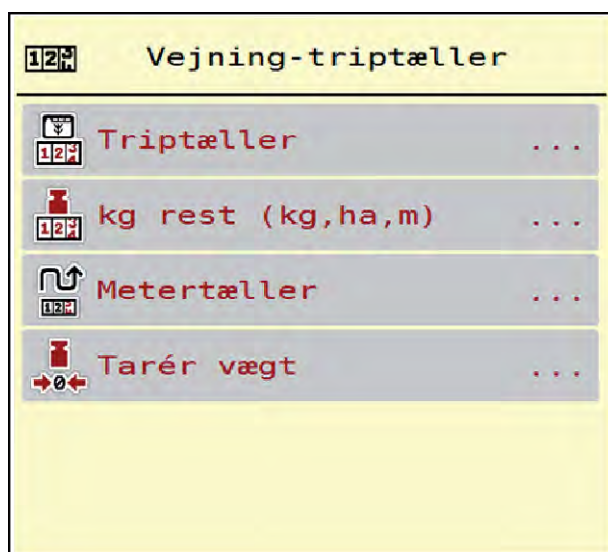 Vejning-triptæller
Triptæller ...
kg rest (kg,ha,m) ...
Metertæller ...
Tarér vægt ...